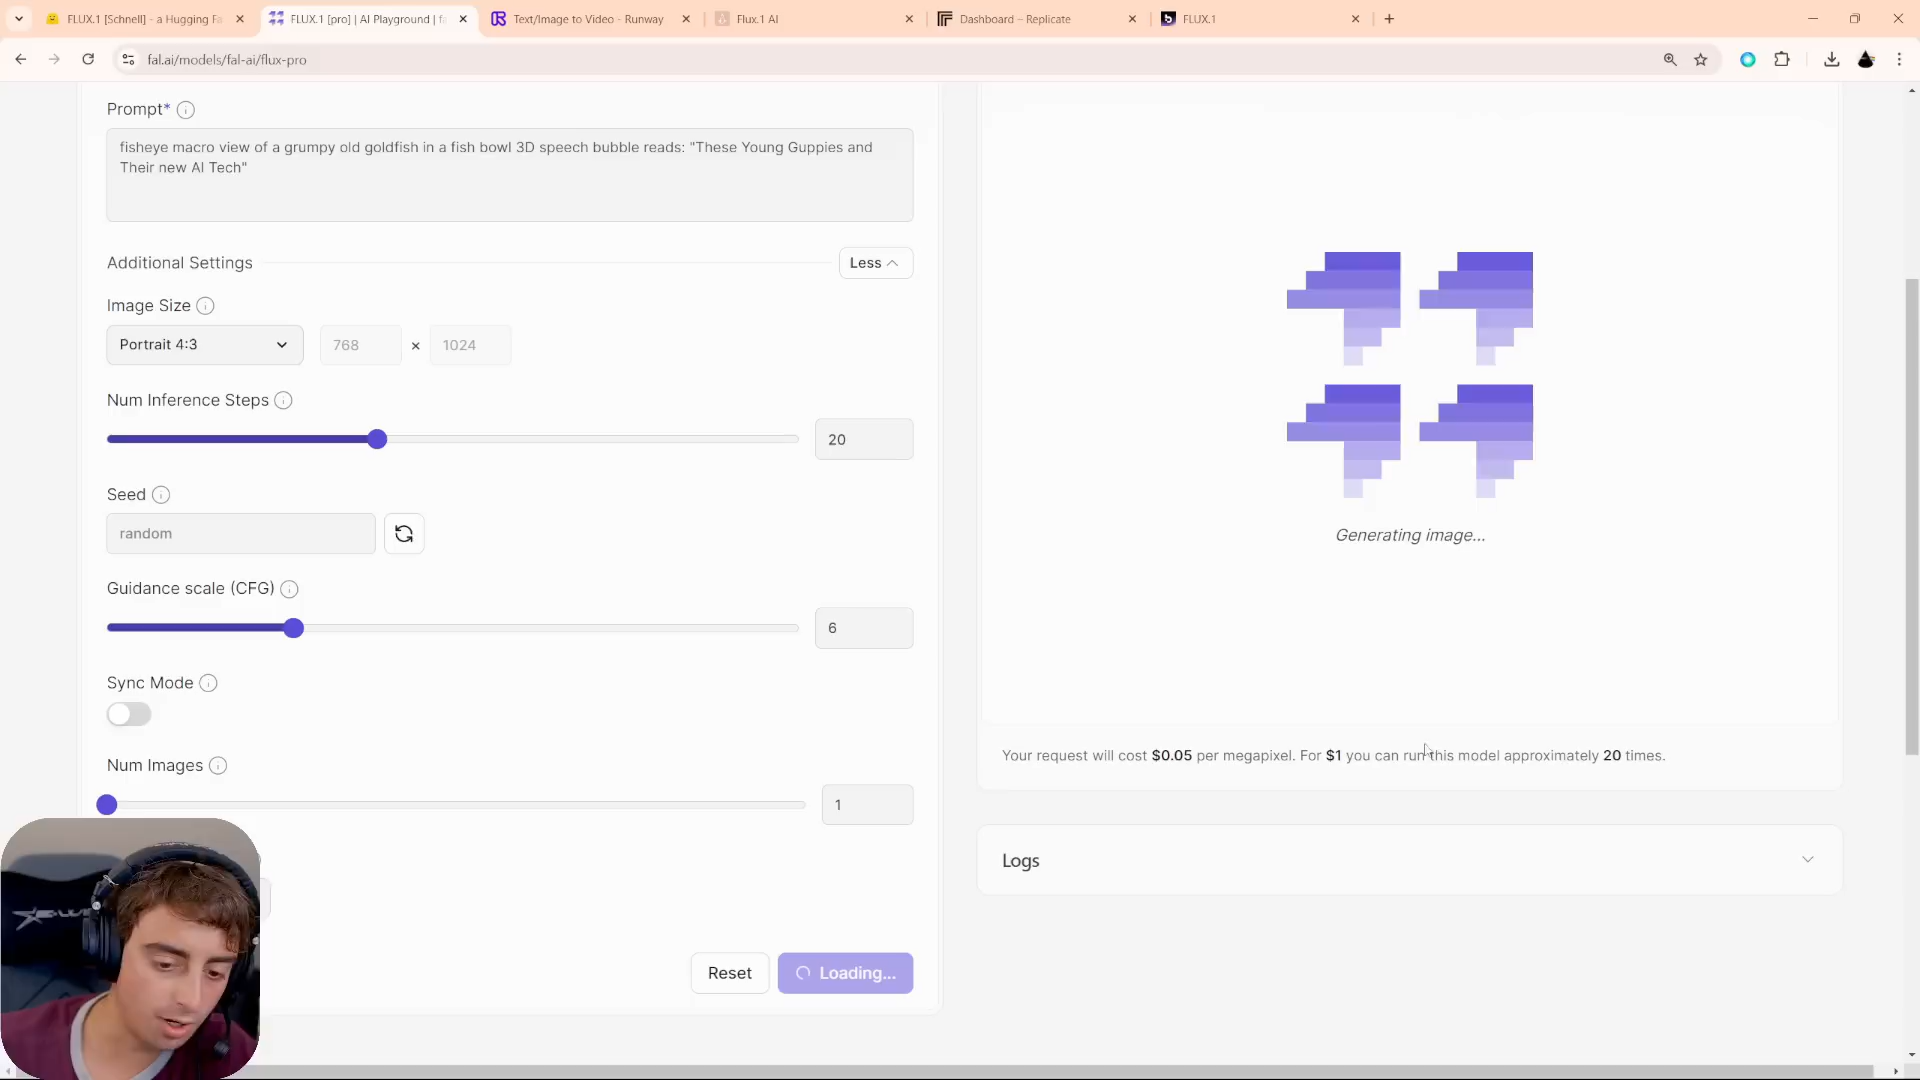 FLUX.1 [Schnell] - a Hugging Fa
FLUX.1 [pro] | AI Playground | fa
Text/Image to Video - Runway
Flux.1 AI
Dashboard – Replicate
FLUX.1
fal.ai/models/fal-ai/flux-pro
Prompt*
fisheye macro view of a grumpy old goldfish in a fish bowl 3D speech bubble reads: "These Young Guppies and
Their new AI Tech"
Additional Settings
Less
Image Size
Portrait 4:3
768 × 1024
Num Inference Steps
20
Seed
random
Guidance scale (CFG)
6
Sync Mode
Num Images
1
Reset
Loading...
Generating image...
Your request will cost $0.05 per megapixel. For $1 you can run this model approximately 20 times.
Logs